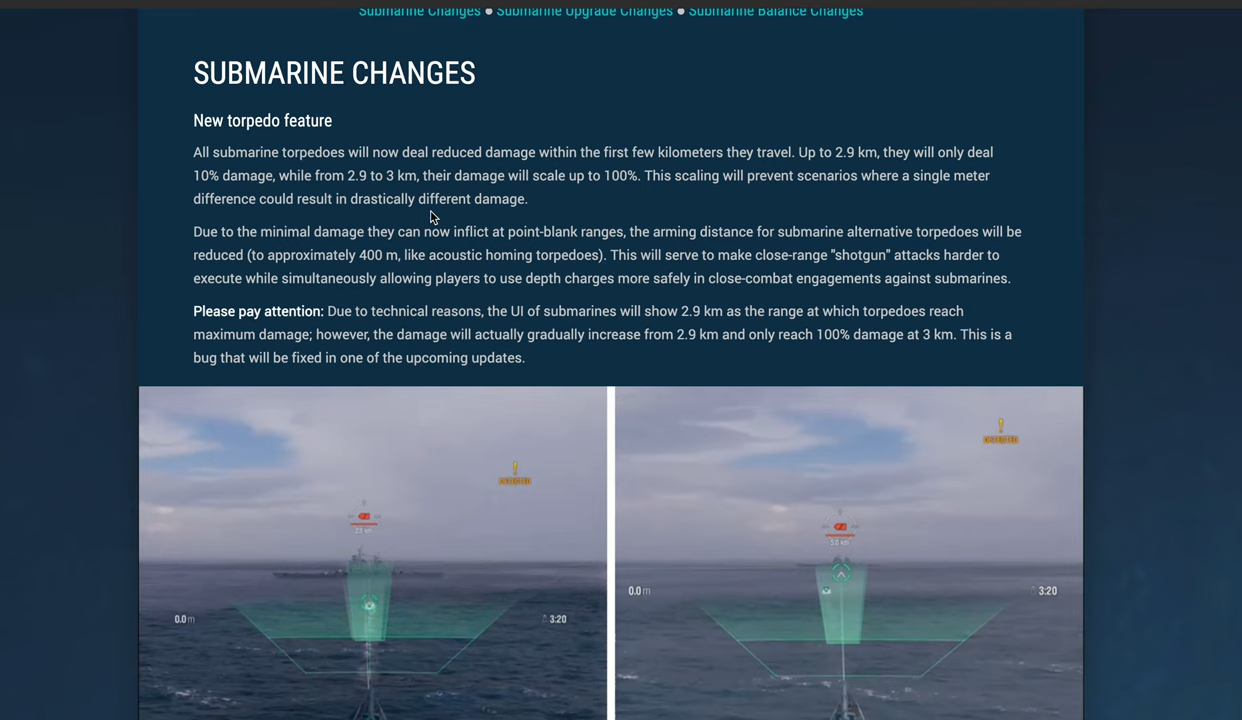 Submarine Changes ● Submarine Upgrade Changes ● Submarine Balance Changes
SUBMARINE CHANGES
New torpedo feature
All submarine torpedoes will now deal reduced damage within the first few kilometers they travel. Up to 2.9 km, they will only deal
10% damage, while from 2.9 to 3 km, their damage will scale up to 100%. This scaling will prevent scenarios where a single meter
difference could result in drastically different damage.
Due to the minimal damage they can now inflict at point-blank ranges, the arming distance for submarine alternative torpedoes will be
reduced (to approximately 400 m, like acoustic homing torpedoes). This will serve to make close-range "shotgun" attacks harder to
execute while simultaneously allowing players to use depth charges more safely in close-combat engagements against submarines.
Please pay attention: Due to technical reasons, the UI of submarines will show 2.9 km as the range at which torpedoes reach
maximum damage; however, the damage will actually gradually increase from 2.9 km and only reach 100% damage at 3 km. This is a
bug that will be fixed in one of the upcoming updates.
DETECTED
0.0 m
3:20
DETECTED
5.0 km
0.0 m
3:20